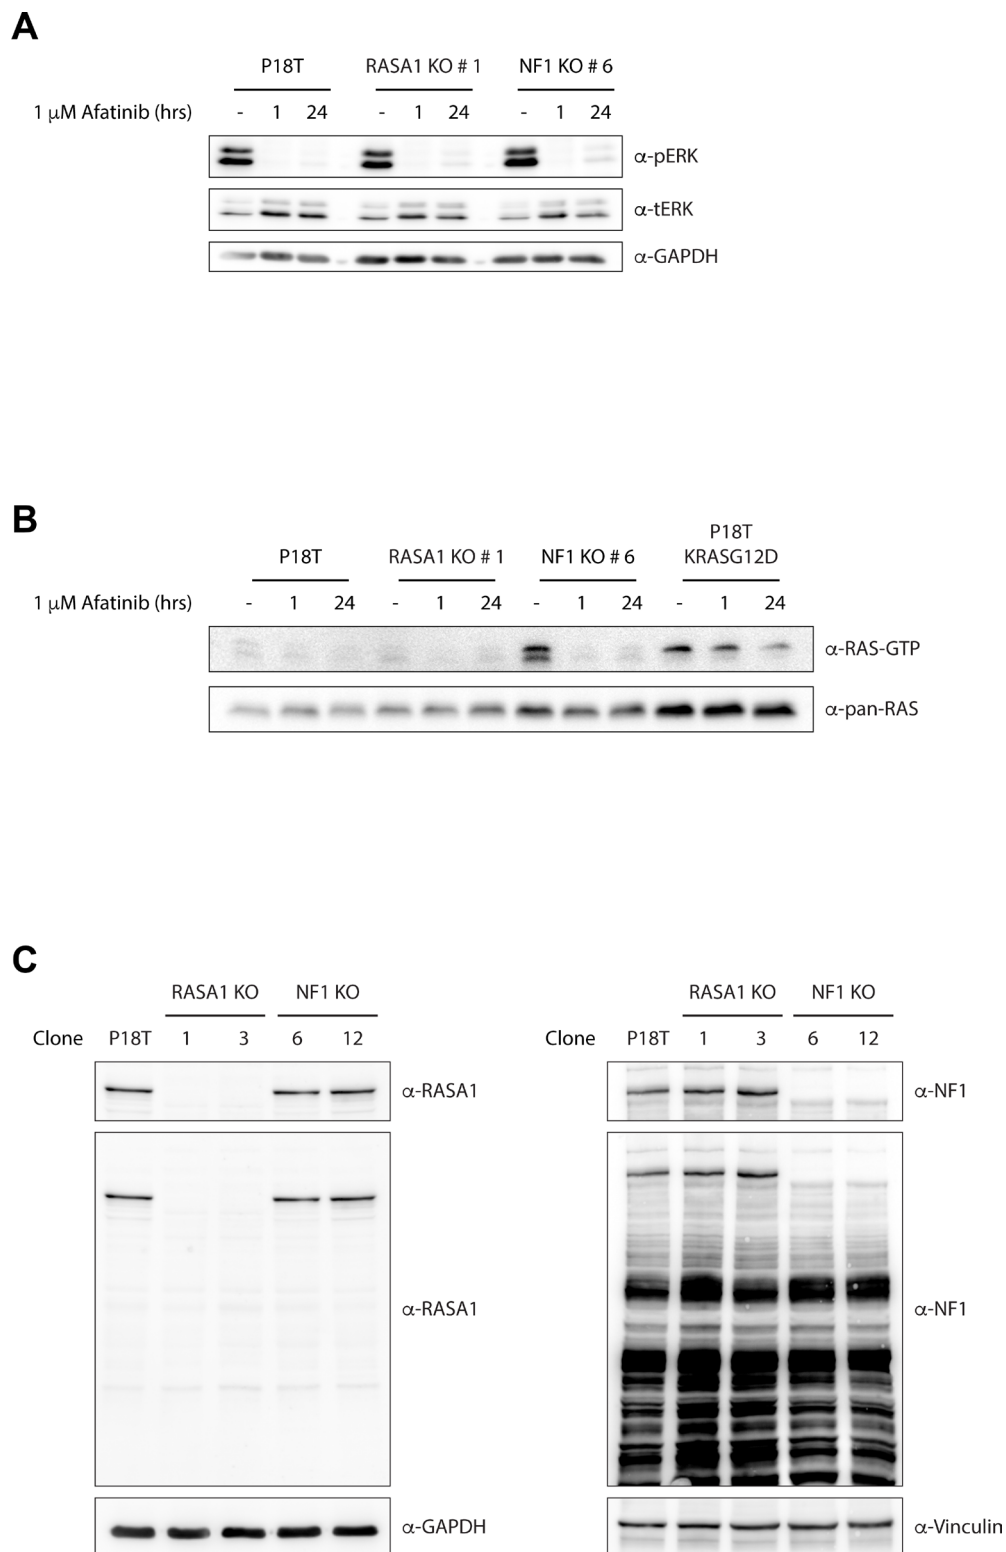 A
P18T RASA1 KO # 1 NF1 KO # 6
1 μM Afatinib (hrs) - 1 24 - 1 24 - 1 24
α-pERK
α-tERK
α-GAPDH
B
P18T
P18T RASA1 KO # 1 NF1 KO # 6 KRASG12D
1 μM Afatinib (hrs) - 1 24 - 1 24 - 1 24 - 1 24
α-RAS-GTP
α-pan-RAS
C
RASA1 KO NF1 KO
Clone P18T 1 3 6 12
α-RASA1
α-RASA1
α-GAPDH
RASA1 KO NF1 KO
Clone P18T 1 3 6 12
α-NF1
α-NF1
α-Vinculin